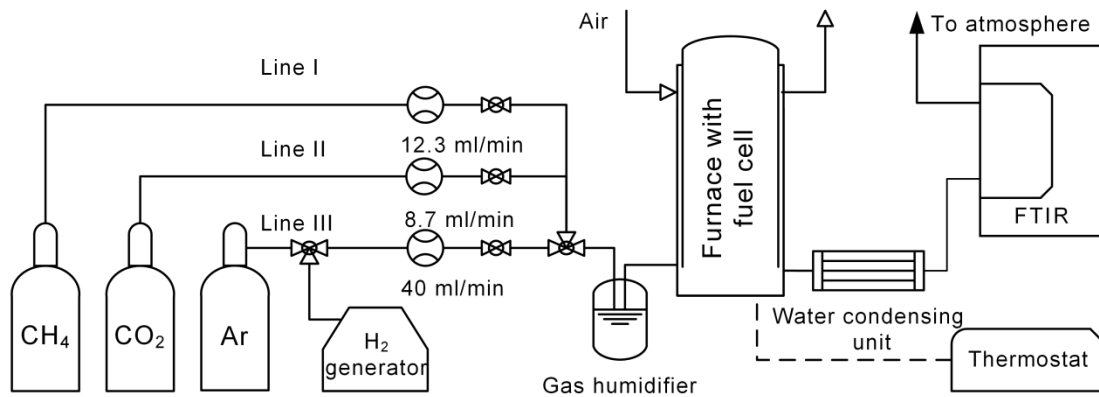 Air
To atmosphere
Line I
12.3 ml/min
Line II
8.7 ml/min
Line III
40 ml/min
Furnace with
fuel cell
FTIR
CH4
CO2
Ar
H2
generator
Gas humidifier
Water condensing
unit
Thermostat